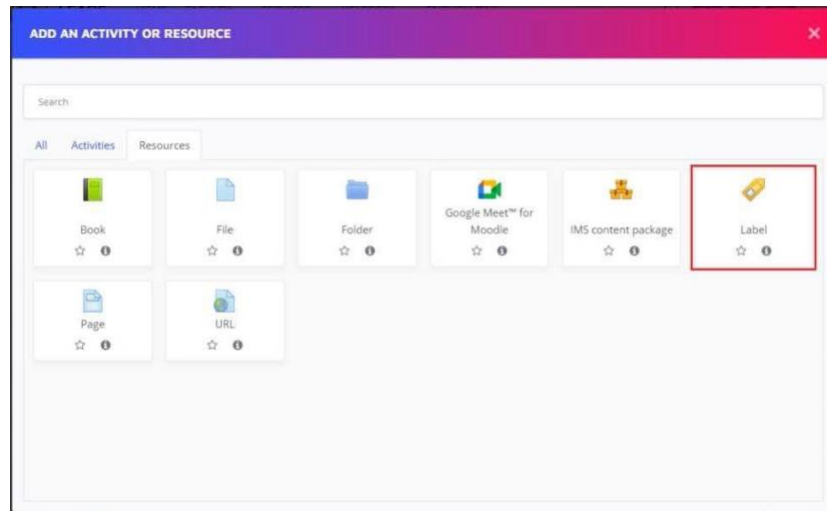 ADD AN ACTIVITY OR RESOURCE
Search
All Activities Resources
Book
File
Folder
Google Meet™ for
Moodle
IMS content package
Label
Page
URL